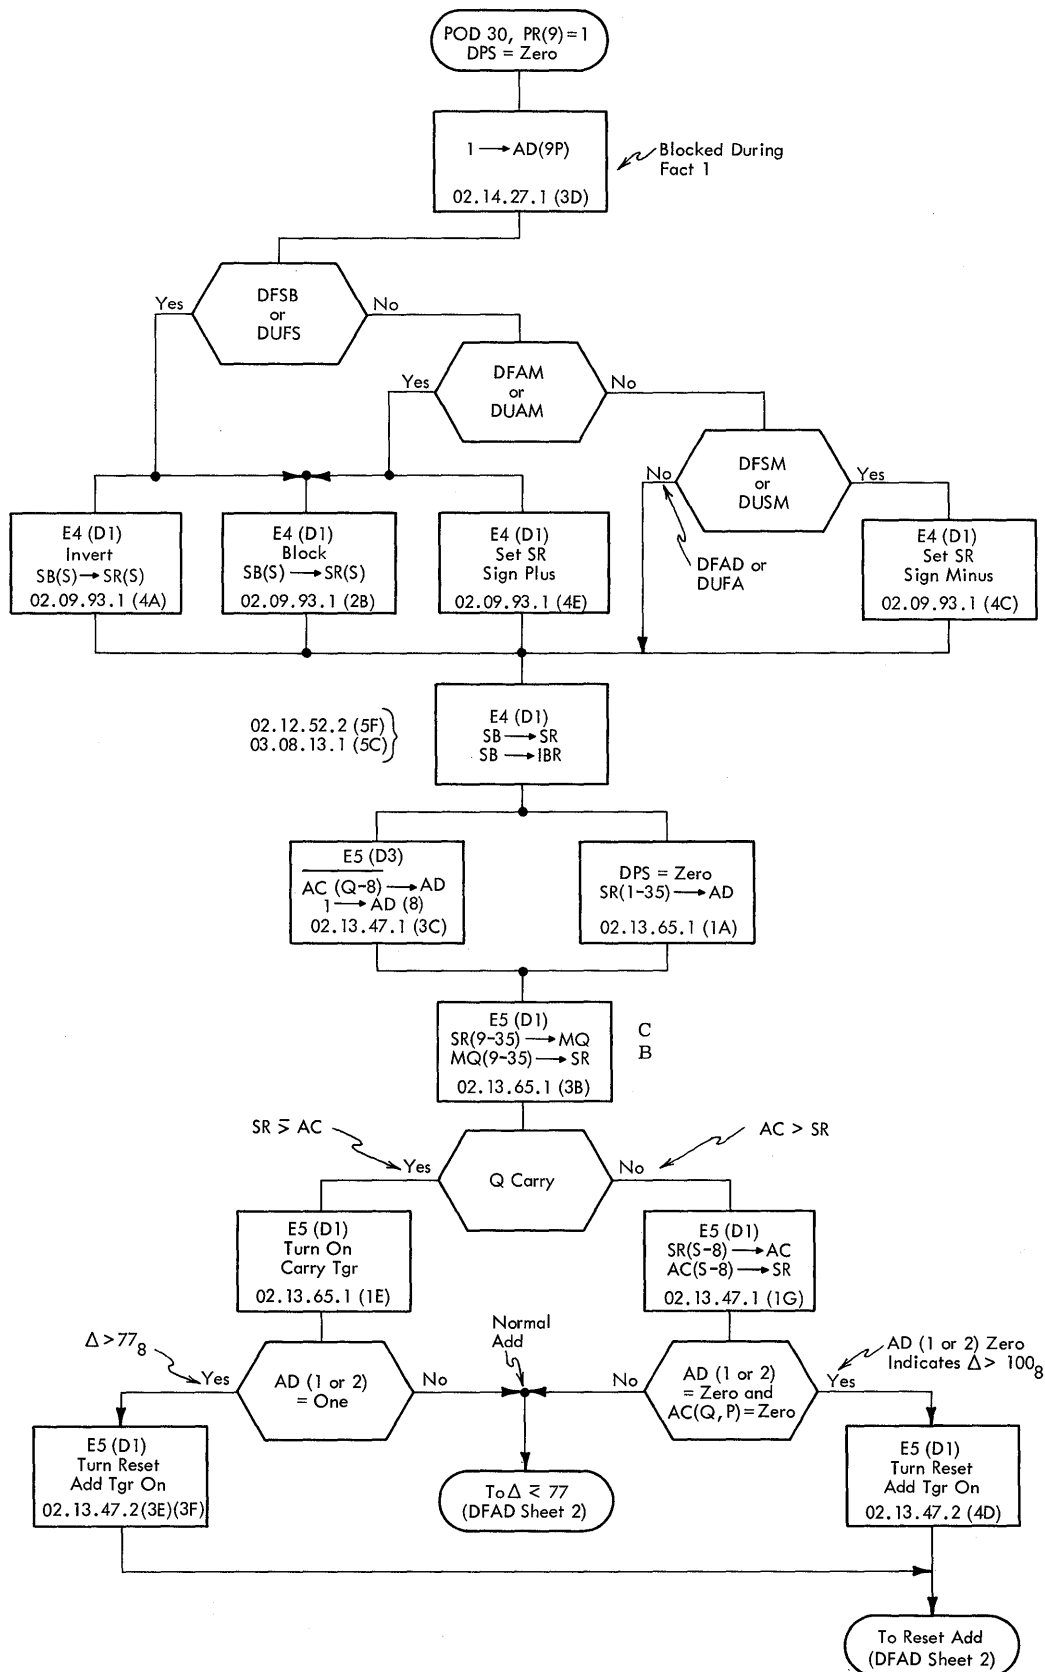 POD 30, PR(9)=1
DPS = Zero
1 → AD(9P)
02.14.27.1 (3D)
Blocked During
Fact 1
DFSB
or
DUFS
Yes
No
DFAM
or
DUAM
Yes
No
DFSM
or
DUSM
No
Yes
DFAD or
DUFA
E4 (D1)
Invert
SB(S) → SR(S)
02.09.93.1 (4A)
E4 (D1)
Block
SB(S) → SR(S)
02.09.93.1 (2B)
E4 (D1)
Set SR
Sign Plus
02.09.93.1 (4E)
E4 (D1)
Set SR
Sign Minus
02.09.93.1 (4C)
02.12.52.2 (5F)
03.08.13.1 (5C)
E4 (D1)
SB → SR
SB → IBR
E5 (D3)
A̅C̅ ̅(̅Q̅-̅8̅)̅ → AD
1 → AD (8)
02.13.47.1 (3C)
DPS = Zero
SR(1-35) → AD
02.13.65.1 (1A)
E5 (D1)
SR(9-35) → MQ
MQ(9-35) → SR
02.13.65.1 (3B)
C
B
SR ⩾ AC
Yes
Q Carry
No
AC > SR
E5 (D1)
Turn On
Carry Tgr
02.13.65.1 (1E)
E5 (D1)
SR(S-8) → AC
AC(S-8) → SR
02.13.47.1 (1G)
Δ >77₈
Yes
AD (1 or 2)
= One
No
Normal
Add
No
AD (1 or 2)
= Zero and
AC(Q,P)=Zero
Yes
AD (1 or 2) Zero
Indicates Δ> 100₈
E5 (D1)
Turn Reset
Add Tgr On
02.13.47.2(3E)(3F)
To Δ ⩽ 77
(DFAD Sheet 2)
E5 (D1)
Turn Reset
Add Tgr On
02.13.47.2 (4D)
To Reset Add
(DFAD Sheet 2)